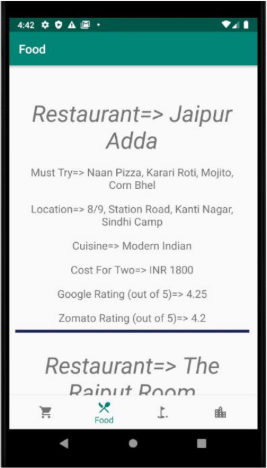 4:42
Food
Restaurant=> Jaipur
Adda
Must Try=> Naan Pizza, Karari Roti, Mojito,
Corn Bhel
Location=> 8/9, Station Road, Kanti Nagar,
Sindhi Camp
Cuisine=> Modern Indian
Cost For Two=> INR 1800
Google Rating (out of 5)=> 4.25
Zomato Rating (out of 5)=> 4.2
Restaurant=> The
Rajput Room
Food